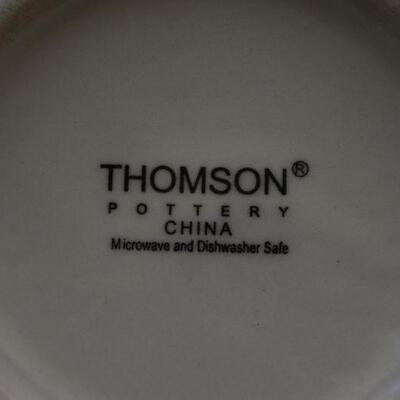 THOMSON®
POTTERY
CHINA
Microwave and Dishwasher Safe